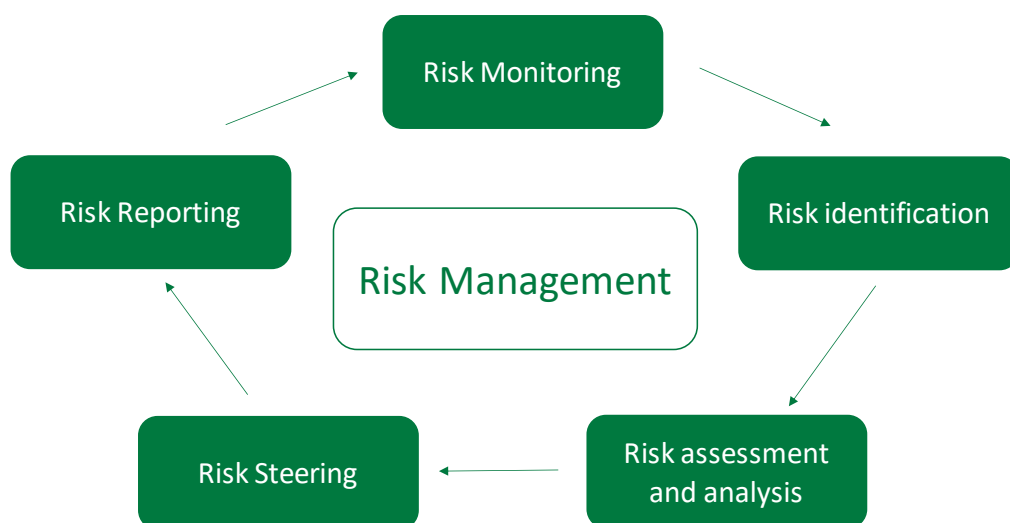 Risk Monitoring
Risk Reporting
Risk identification
Risk Management
Risk Steering
Risk assessment
and analysis